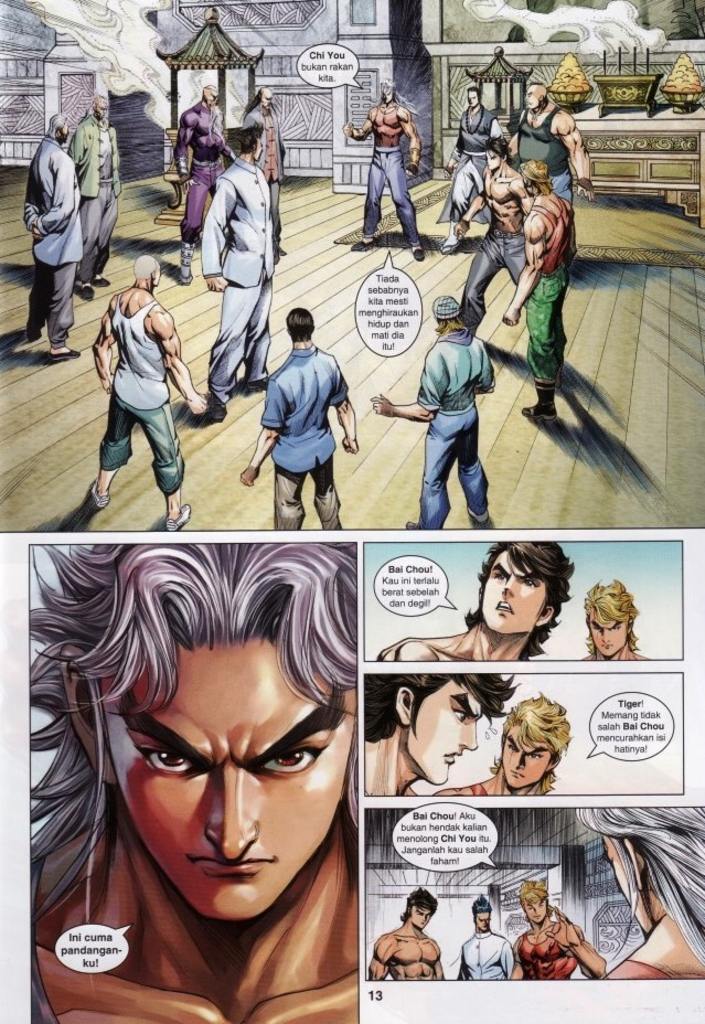 Chi You
bukan rakan
kita.
Tiada
sebabnya
kita mesti
menghiraukan
hidup dan
mati dia
itu!
Ini cuma
pandangan-
ku!
Bai Chou!
Kau ini terlalu
berat sebelah
dan degil!
Tiger!
Memang tidak
salah Bai Chou
mencurahkan isi
hatinya!
Bai Chou! Aku
bukan hendak kalian
menolong Chi You itu.
Janganlah kau salah
faham!
13